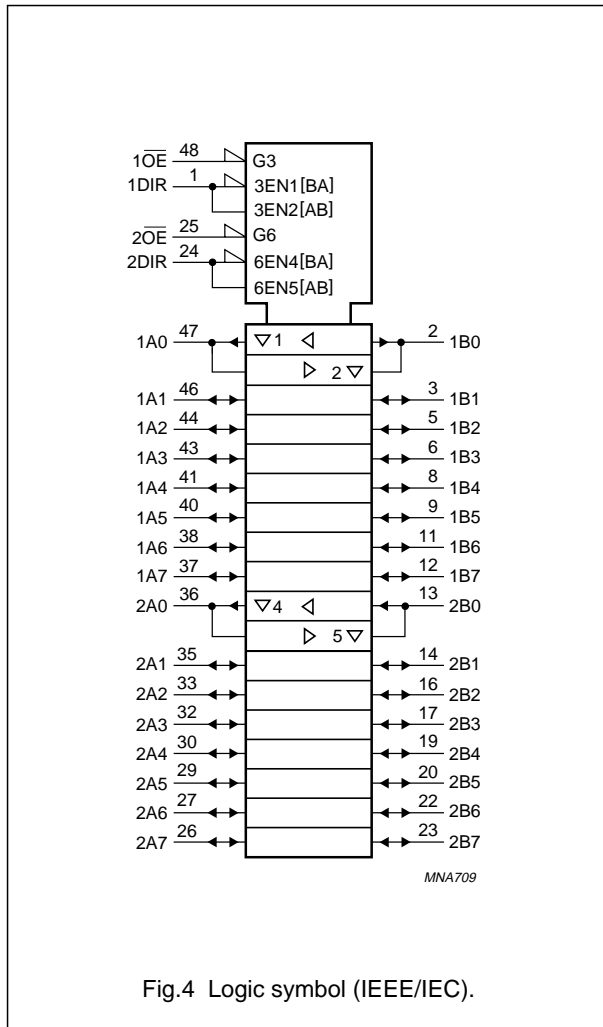 1O̅E̅ 48 G3
1DIR 1 3EN1[BA]
3EN2[AB]
2O̅E̅ 25 G6
2DIR 24 6EN4[BA]
6EN5[AB]
1A0 47 ▽1 ◁ 2 1B0
▷ 2▽
1A1 46 3 1B1
1A2 44 5 1B2
1A3 43 6 1B3
1A4 41 8 1B4
1A5 40 9 1B5
1A6 38 11 1B6
1A7 37 12 1B7
2A0 36 ▽4 ◁ 13 2B0
▷ 5▽
2A1 35 14 2B1
2A2 33 16 2B2
2A3 32 17 2B3
2A4 30 19 2B4
2A5 29 20 2B5
2A6 27 22 2B6
2A7 26 23 2B7
MNA709
Fig.4 Logic symbol (IEEE/IEC).